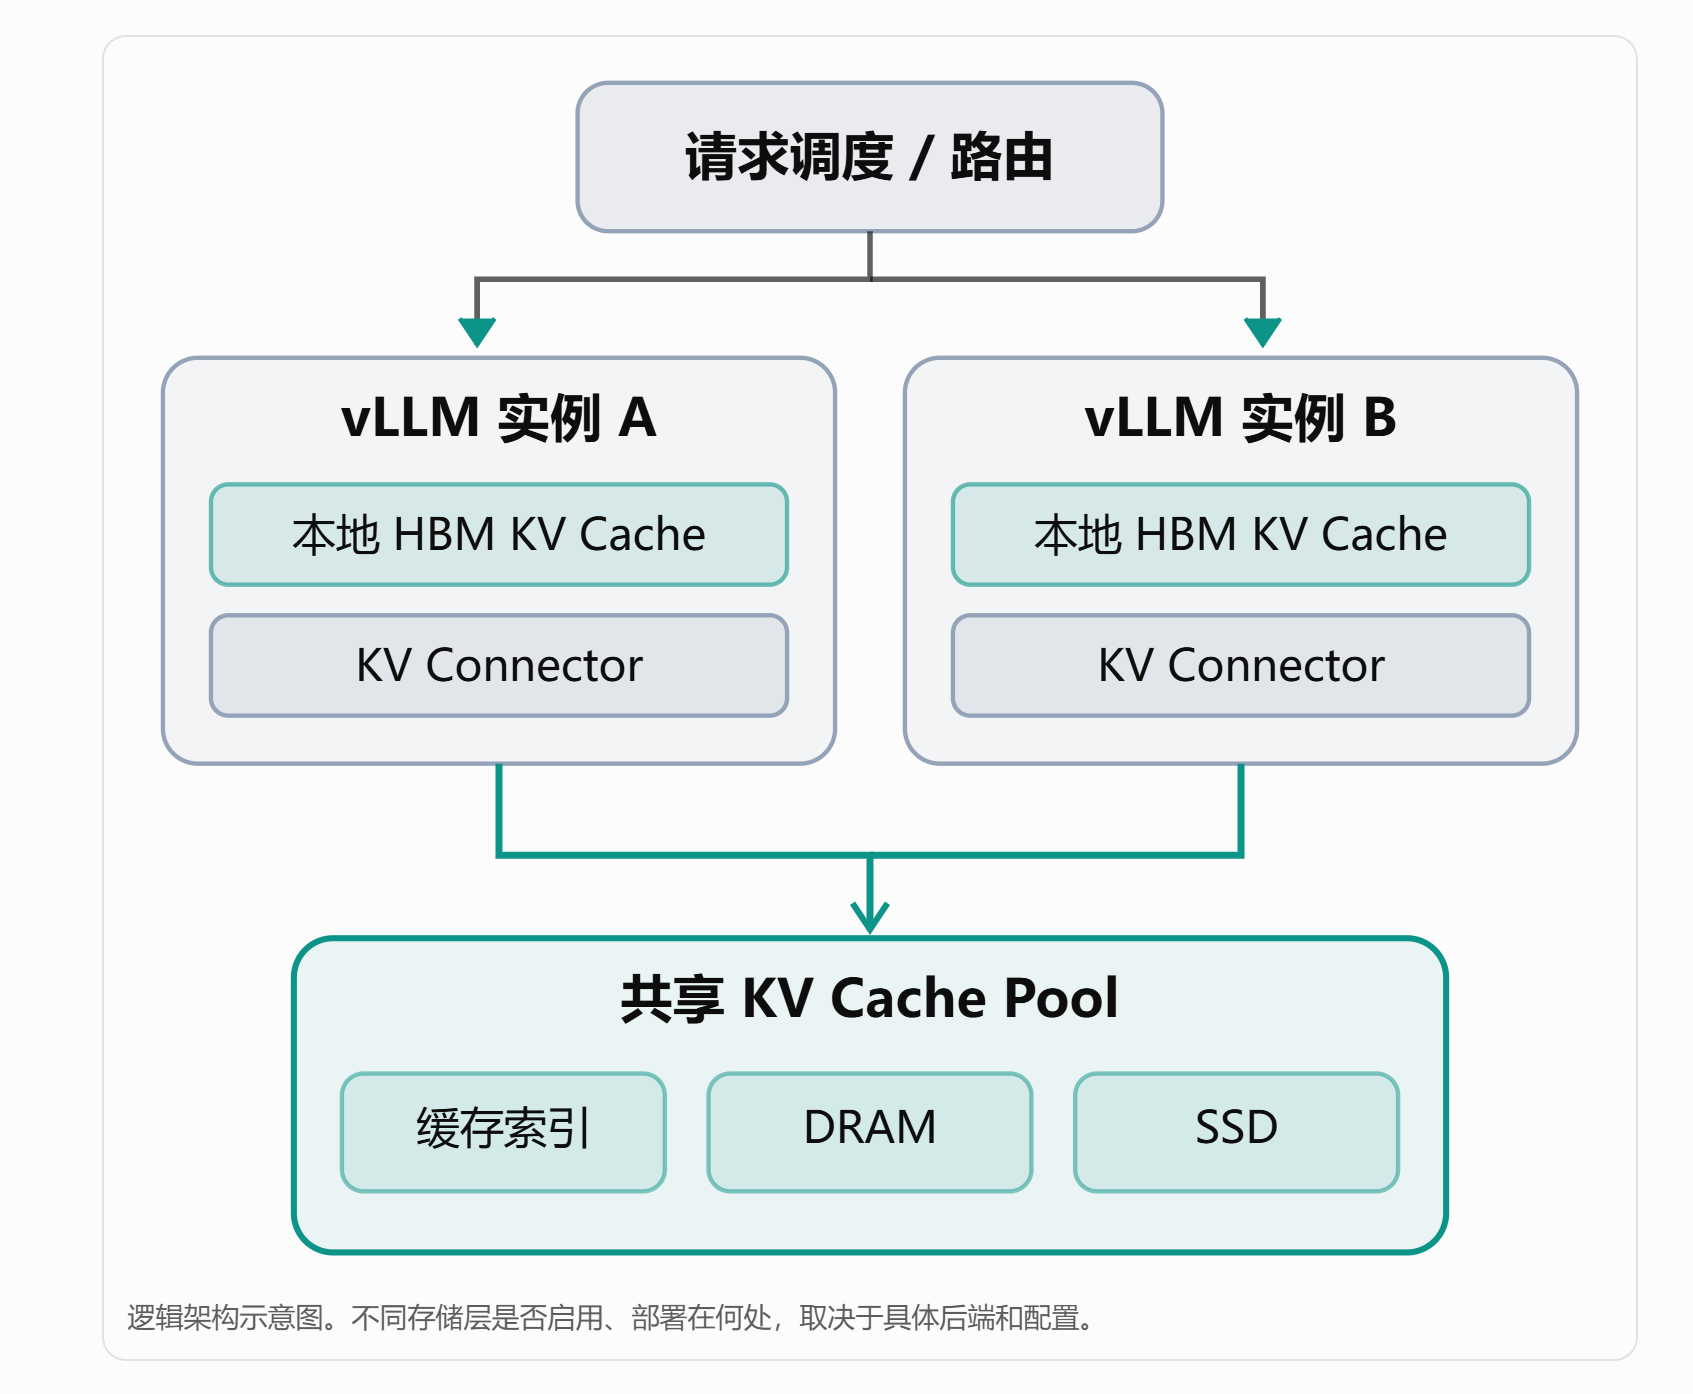 请求调度 / 路由
vLLM 实例 A
本地 HBM KV Cache
KV Connector
vLLM 实例 B
本地 HBM KV Cache
KV Connector
共享 KV Cache Pool
缓存索引
DRAM
SSD
逻辑架构示意图。不同存储层是否启用、部署在何处，取决于具体后端和配置。